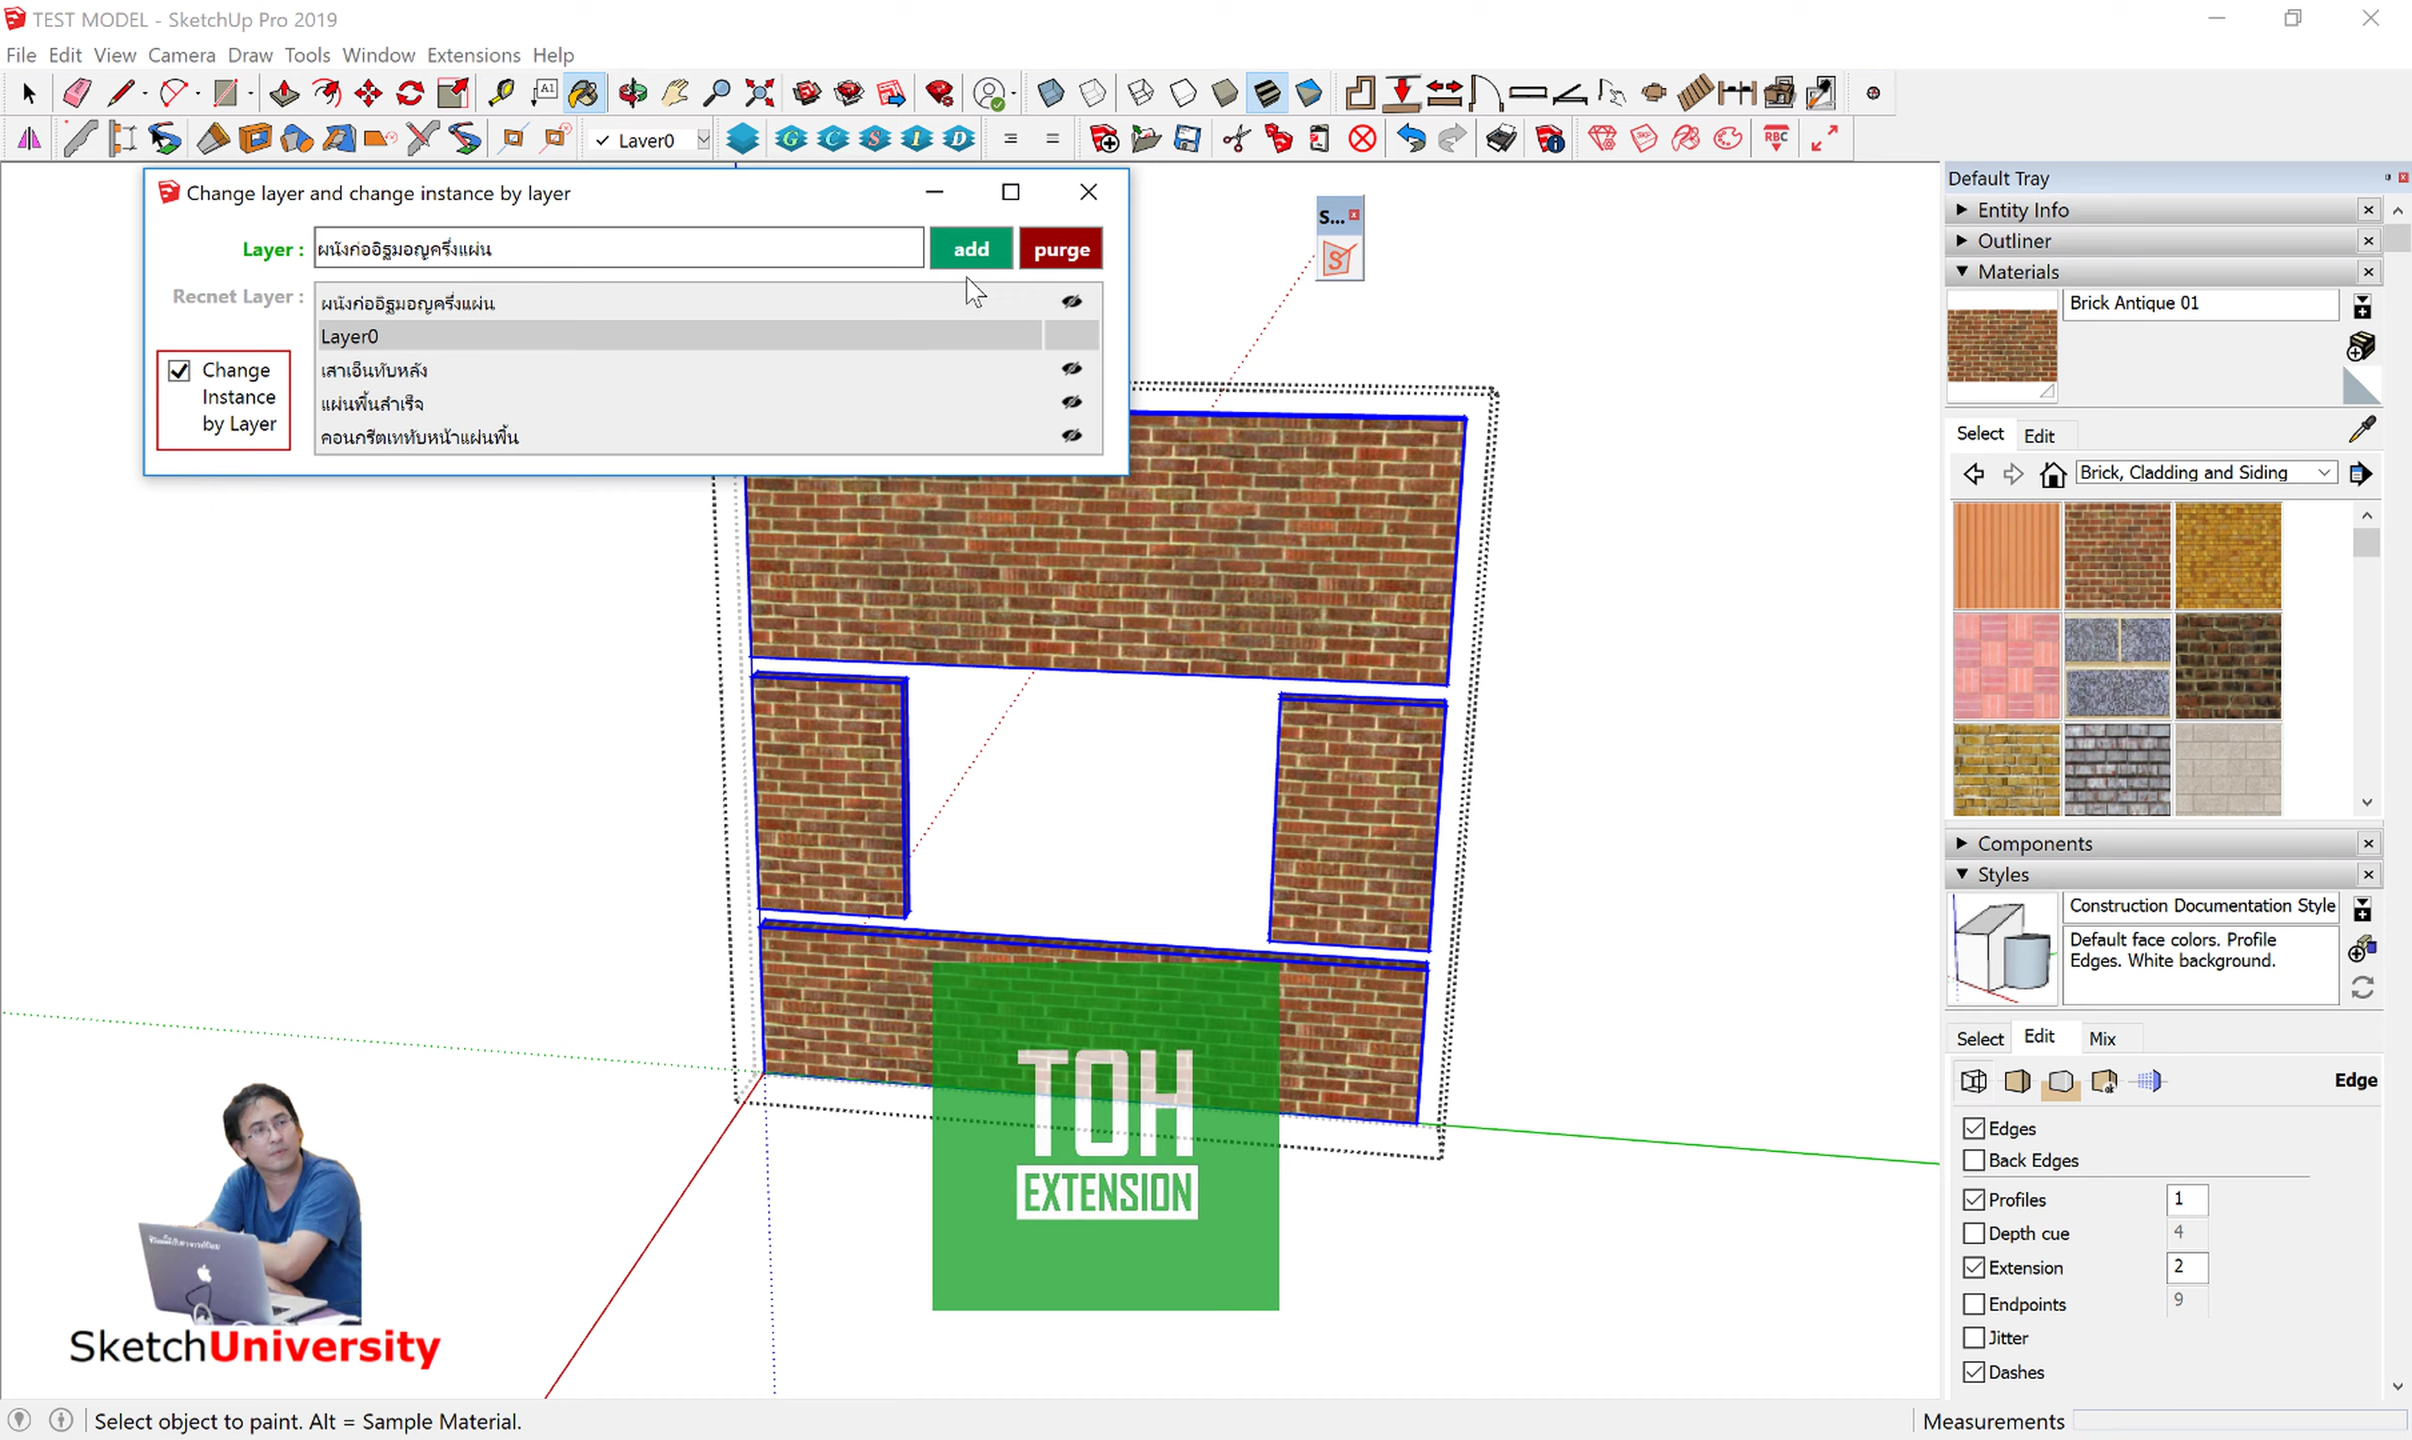 TEST MODEL - SketchUp Pro 2019
File Edit View Camera Draw Tools Window Extensions Help
A1
Layer0
G C S 1 D
RBC
Change layer and change instance by layer
Layer : ผนังก่ออิฐมอญครึ่งแผ่น add purge
Recnet Layer : ผนังก่ออิฐมอญครึ่งแผ่น
Layer0
เสาเอ็นทับหลัง
แผ่นพื้นสำเร็จ
คอนกรีตเททับหน้าแผ่นพื้น
Change
Instance
by Layer
S...
S
Default Tray
Entity Info
Outliner
Materials
Brick Antique 01
Select Edit
Brick, Cladding and Siding
Components
Styles
Construction Documentation Style
Default face colors. Profile
Edges. White background.
Select Edit Mix
Edge
Edges
Back Edges
Profiles 1
Depth cue 4
Extension 2
Endpoints 9
Jitter
Dashes
TOH
EXTENSION
SketchUniversity
Select object to paint. Alt = Sample Material.
Measurements